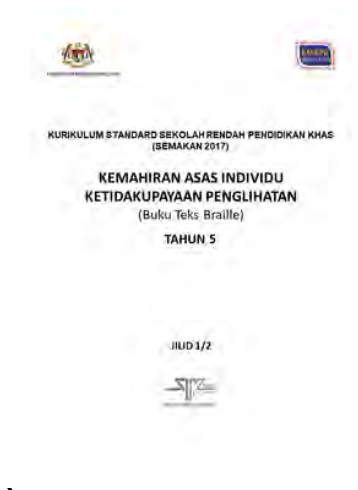 KURIKULUM STANDARD SEKOLAH RENDAH PENDIDIKAN KHAS
(SEMAKAN 2017)
KEMAHIRAN ASAS INDIVIDU
KETIDAKUPAYAAN PENGLIHATAN
(Buku Teks Braille)
TAHUN 5
JILID 1/2